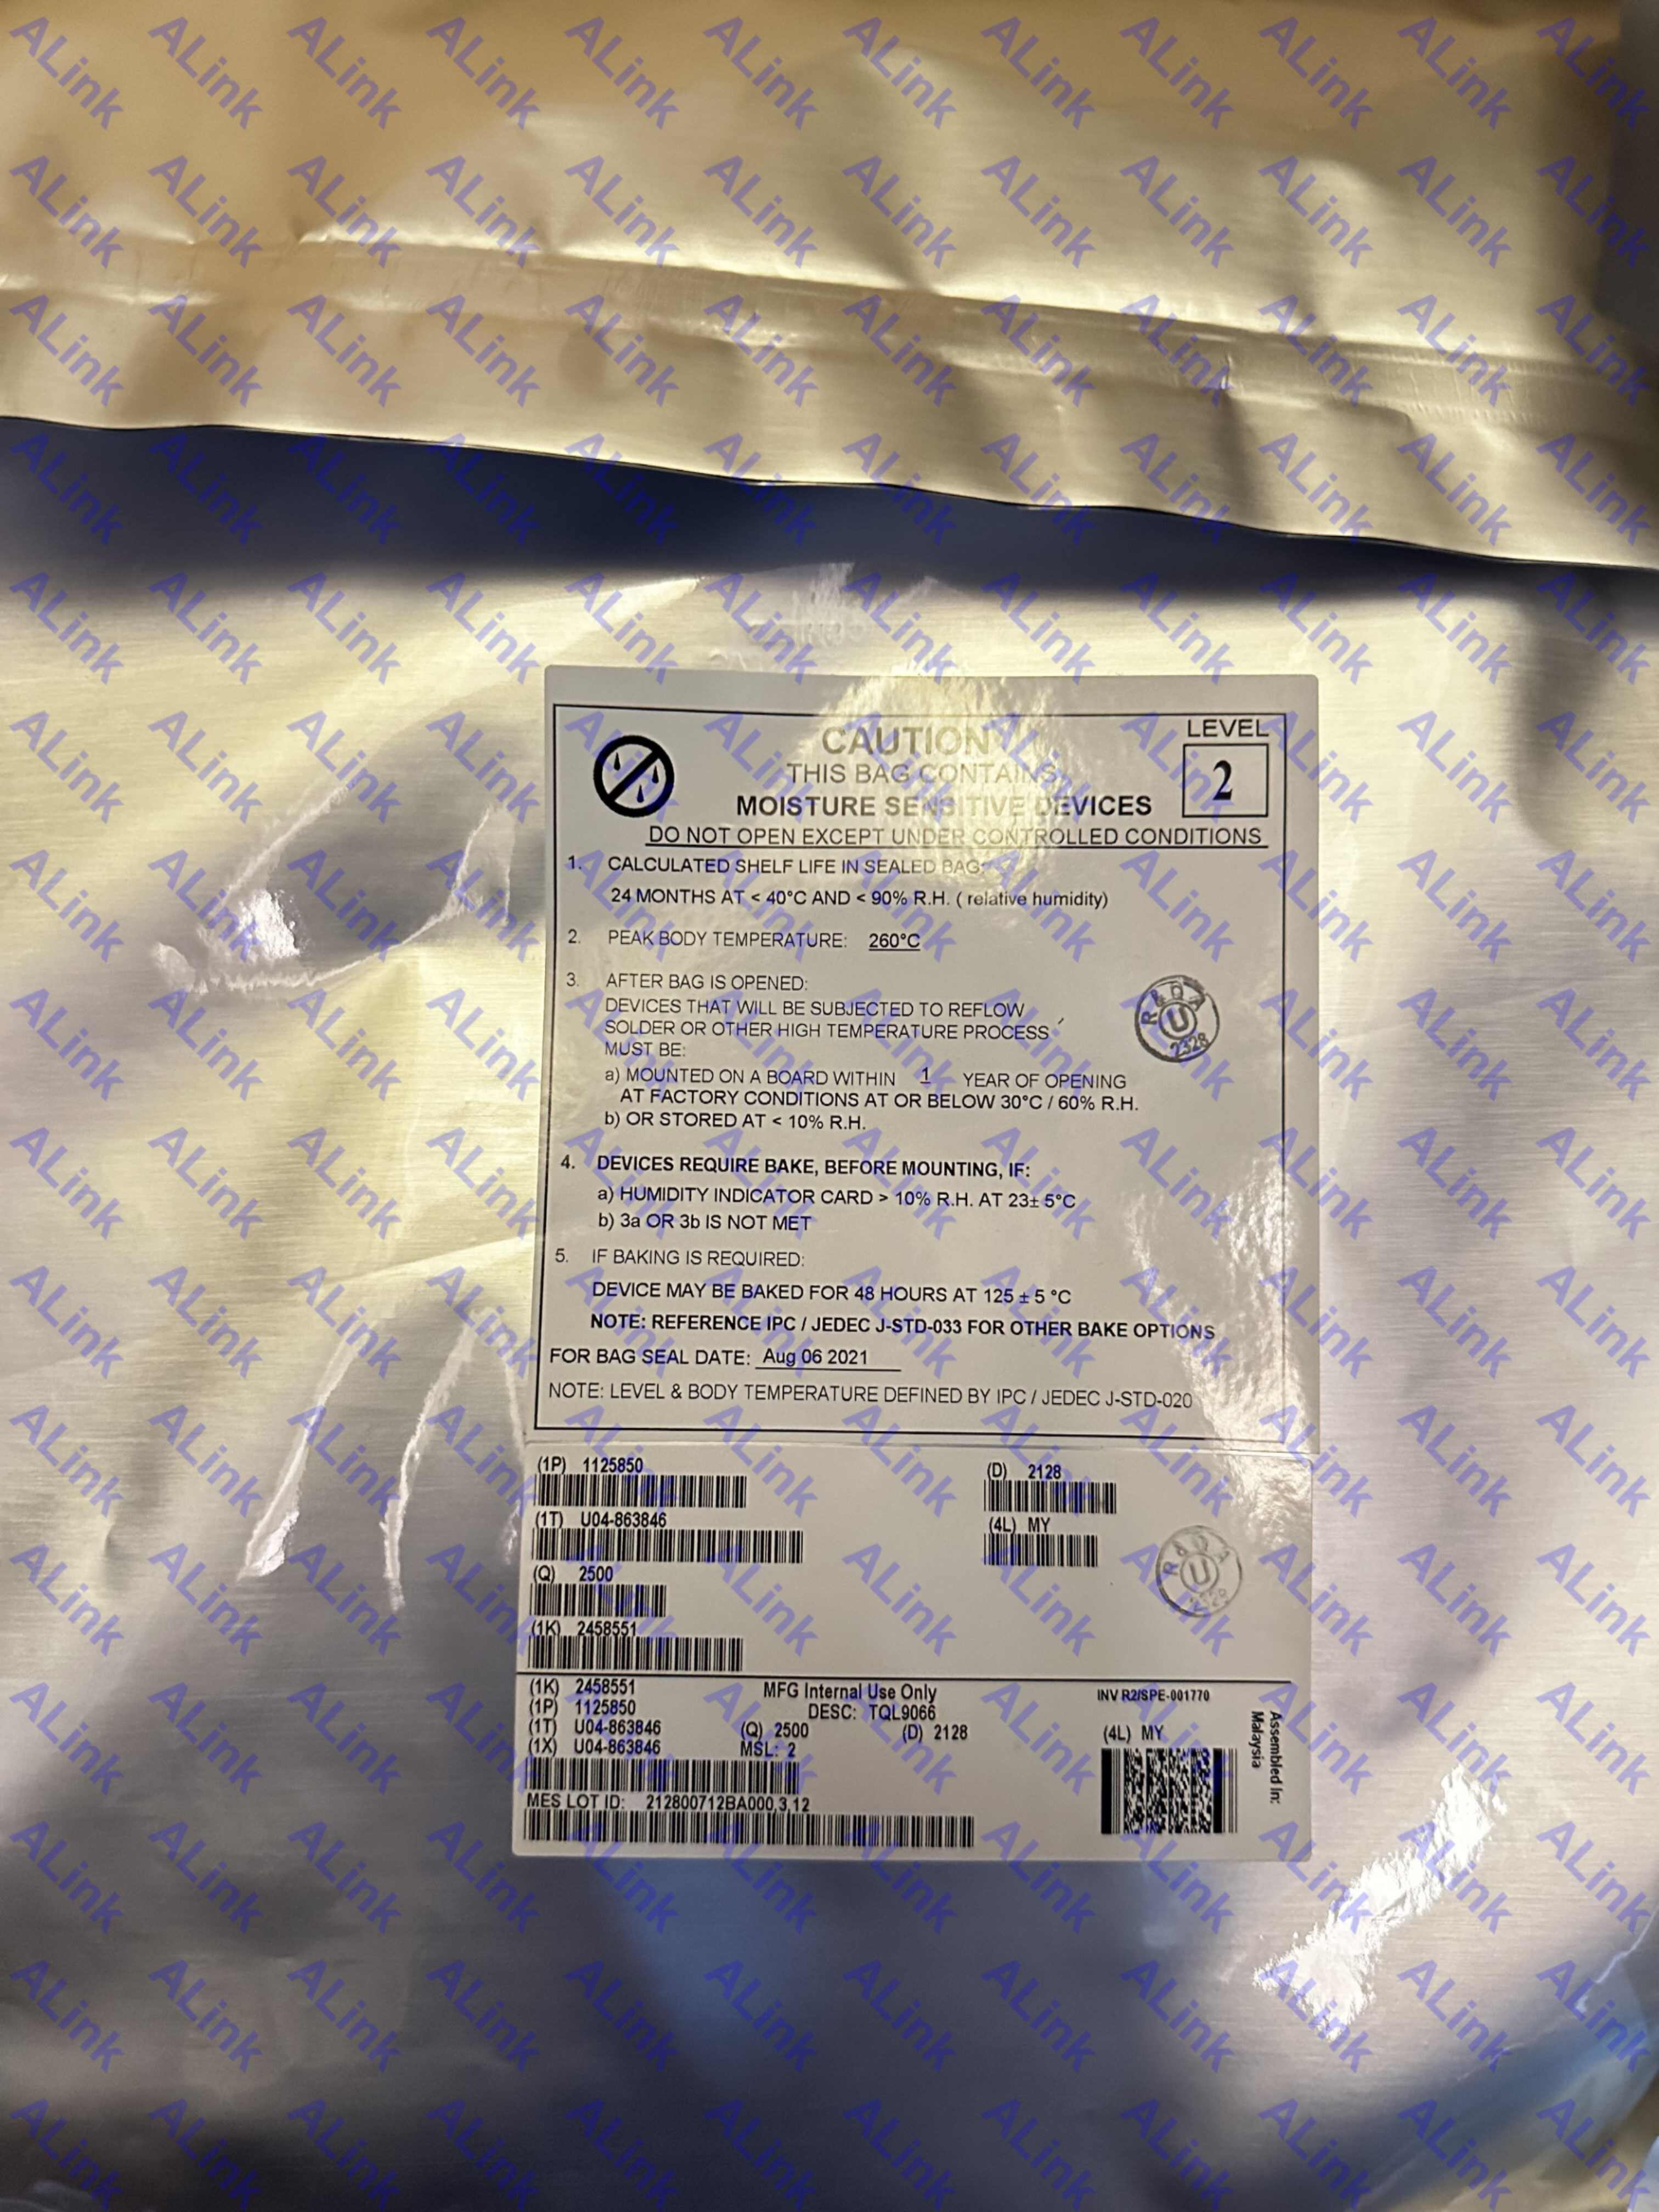 ALink
CAUTION
THIS BAG CONTAINS
MOISTURE SENSITIVE DEVICES
LEVEL
2
DO NOT OPEN EXCEPT UNDER CONTROLLED CONDITIONS
1. CALCULATED SHELF LIFE IN SEALED BAG:
24 MONTHS AT < 40°C AND < 90% R.H. ( relative humidity)
2. PEAK BODY TEMPERATURE: 260°C
3. AFTER BAG IS OPENED:
DEVICES THAT WILL BE SUBJECTED TO REFLOW
SOLDER OR OTHER HIGH TEMPERATURE PROCESS
MUST BE:
a) MOUNTED ON A BOARD WITHIN 1 YEAR OF OPENING
AT FACTORY CONDITIONS AT OR BELOW 30°C / 60% R.H.
b) OR STORED AT < 10% R.H.
U
2328
4. DEVICES REQUIRE BAKE, BEFORE MOUNTING, IF:
a) HUMIDITY INDICATOR CARD > 10% R.H. AT 23± 5°C
b) 3a OR 3b IS NOT MET
5. IF BAKING IS REQUIRED:
DEVICE MAY BE BAKED FOR 48 HOURS AT 125 ± 5 °C
NOTE: REFERENCE IPC / JEDEC J-STD-033 FOR OTHER BAKE OPTIONS
FOR BAG SEAL DATE: Aug 06 2021
NOTE: LEVEL & BODY TEMPERATURE DEFINED BY IPC / JEDEC J-STD-020
(1P) 1125850
(D) 2128
(1T) U04-863846
(4L) MY
(Q) 2500
U
2328
(1K) 2458551
(1K) 2458551 MFG Internal Use Only INV R2/SPE-001770
(1P) 1125850 DESC: TQL9066
(1T) U04-863846 (Q) 2500 (D) 2128 (4L) MY
(1X) U04-863846 MSL: 2
Assembled In:
Malaysia
MES LOT ID: 212800712BA000,3,12